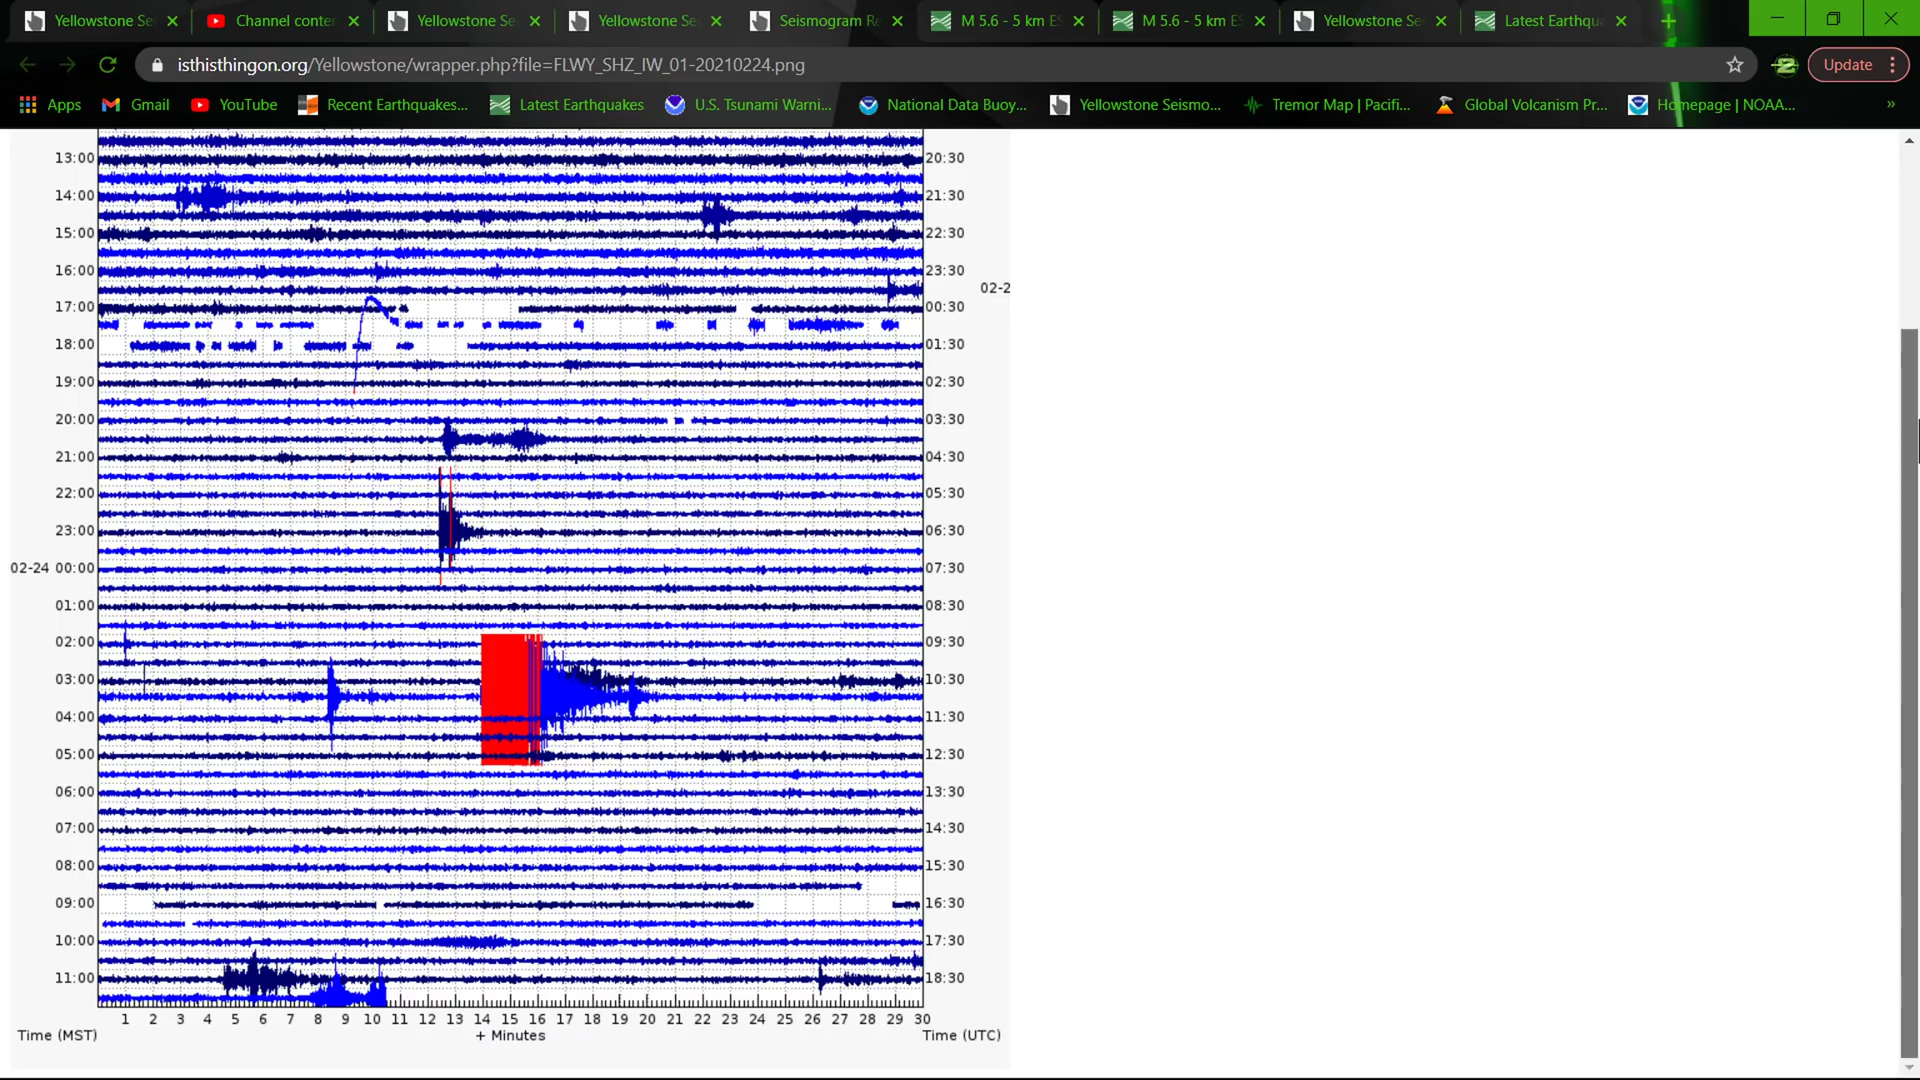 Yellowstone Se
Channel conten
Yellowstone Se
Yellowstone Se
Seismogram R
M 5.6 - 5 km ES
M 5.6 - 5 km ES
Yellowstone Se
Latest Earthqua
isthisthingon.org/Yellowstone/wrapper.php?file=FLWY_SHZ_IW_01-20210224.png
Update
Apps
Gmail
YouTube
Recent Earthquakes...
Latest Earthquakes
U.S. Tsunami Warni...
National Data Buoy...
Yellowstone Seismo...
Tremor Map | Pacifi...
Global Volcanism Pr...
Homepage | NOAA...
»
13:00 20:30
14:00 21:30
15:00 22:30
16:00 23:30
02-2
17:00 00:30
18:00 01:30
19:00 02:30
20:00 03:30
21:00 04:30
22:00 05:30
23:00 06:30
02-24 00:00 07:30
01:00 08:30
02:00 09:30
03:00 10:30
04:00 11:30
05:00 12:30
06:00 13:30
07:00 14:30
08:00 15:30
09:00 16:30
10:00 17:30
11:00 18:30
1 2 3 4 5 6 7 8 9 10 11 12 13 14 15 16 17 18 19 20 21 22 23 24 25 26 27 28 29 30
Time (MST) + Minutes Time (UTC)